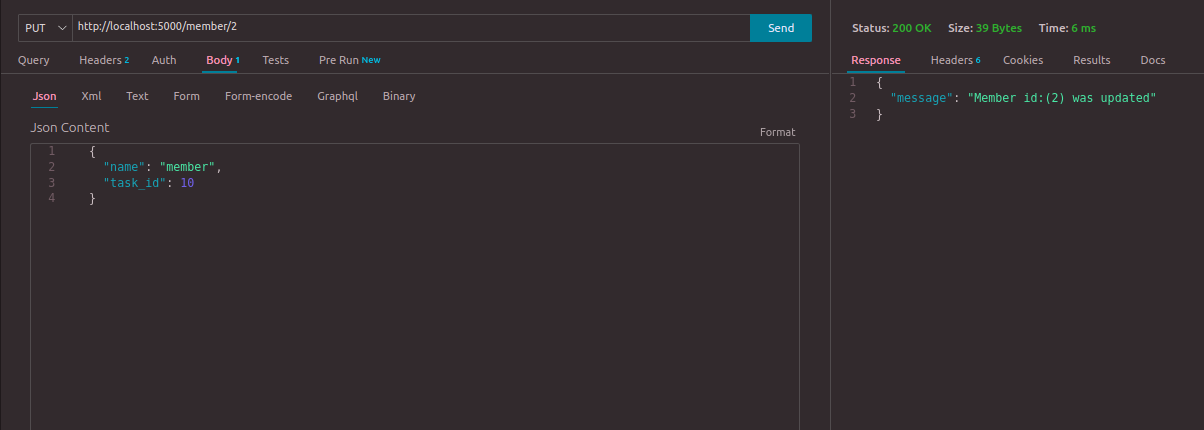 PUT http://localhost:5000/member/2 Send
Query Headers 2 Auth Body 1 Tests Pre Run New
Json Xml Text Form Form-encode Graphql Binary
Json Content Format
1 {
2 "name": "member",
3 "task_id": 10
4 }
Status: 200 OK Size: 39 Bytes Time: 6 ms
Response Headers 6 Cookies Results Docs
1 {
2 "message": "Member id:(2) was updated"
3 }